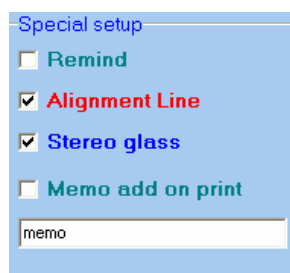 Special setup
Remind
Alignment Line
Stereo glass
Memo add on print
memo